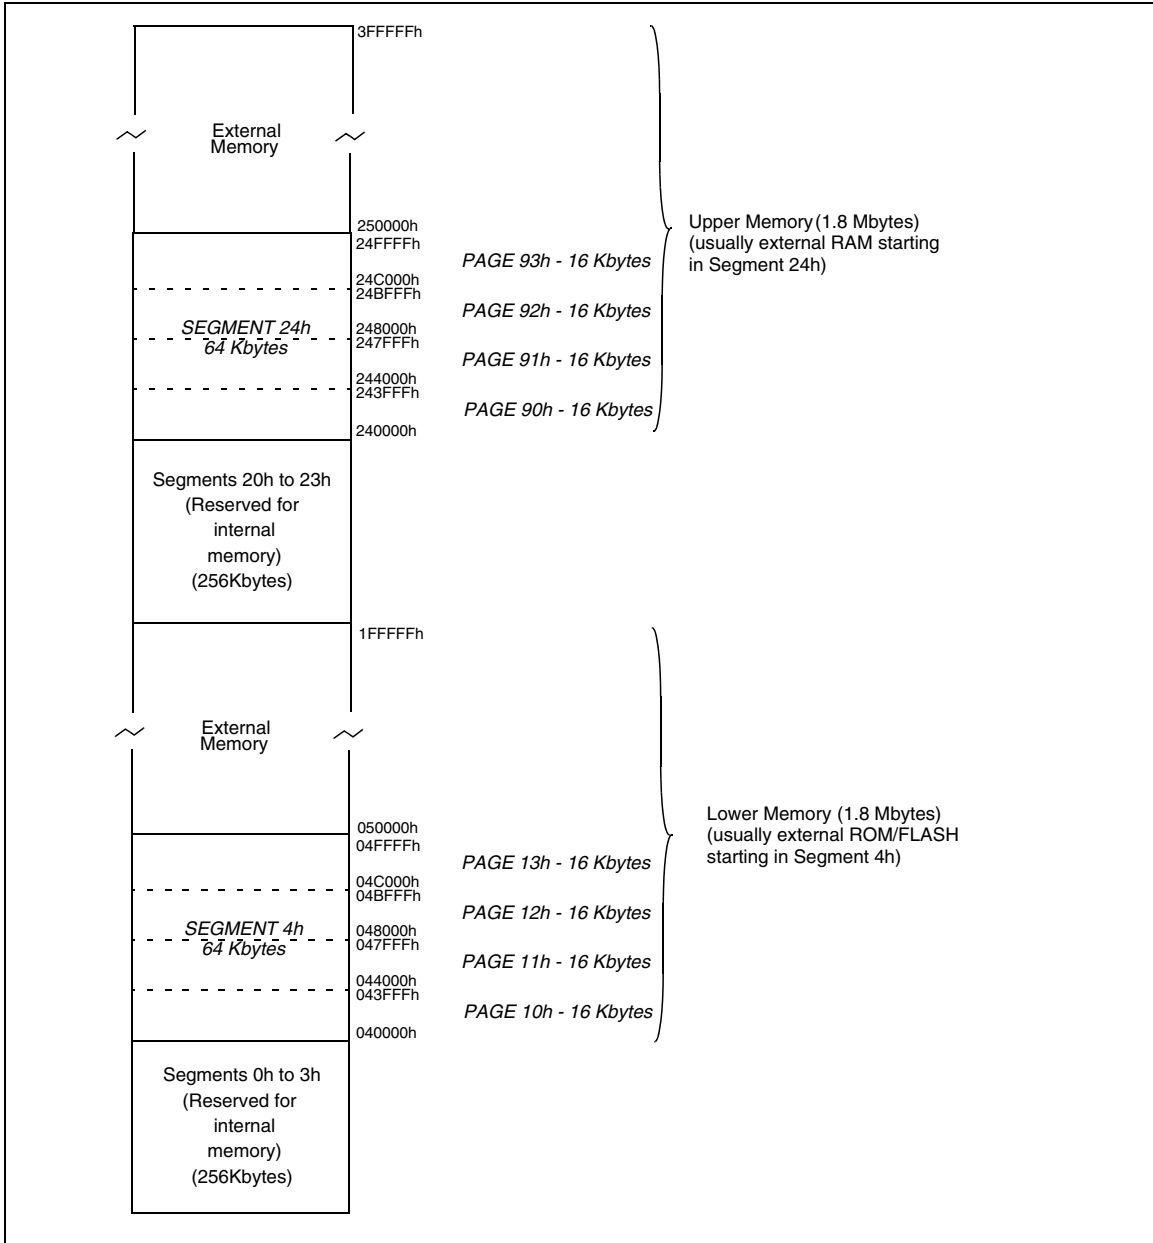 3FFFFFh
External
Memory
250000h
24FFFFh
PAGE 93h - 16 Kbytes
24C000h
24BFFFh
PAGE 92h - 16 Kbytes
SEGMENT 24h
64 Kbytes
248000h
247FFFh
PAGE 91h - 16 Kbytes
244000h
243FFFh
PAGE 90h - 16 Kbytes
240000h
Upper Memory (1.8 Mbytes)
(usually external RAM starting
in Segment 24h)
Segments 20h to 23h
(Reserved for
internal
memory)
(256Kbytes)
1FFFFFh
External
Memory
050000h
04FFFFh
PAGE 13h - 16 Kbytes
04C000h
04BFFFh
PAGE 12h - 16 Kbytes
SEGMENT 4h
64 Kbytes
048000h
047FFFh
PAGE 11h - 16 Kbytes
044000h
043FFFh
PAGE 10h - 16 Kbytes
040000h
Lower Memory (1.8 Mbytes)
(usually external ROM/FLASH
starting in Segment 4h)
Segments 0h to 3h
(Reserved for
internal
memory)
(256Kbytes)